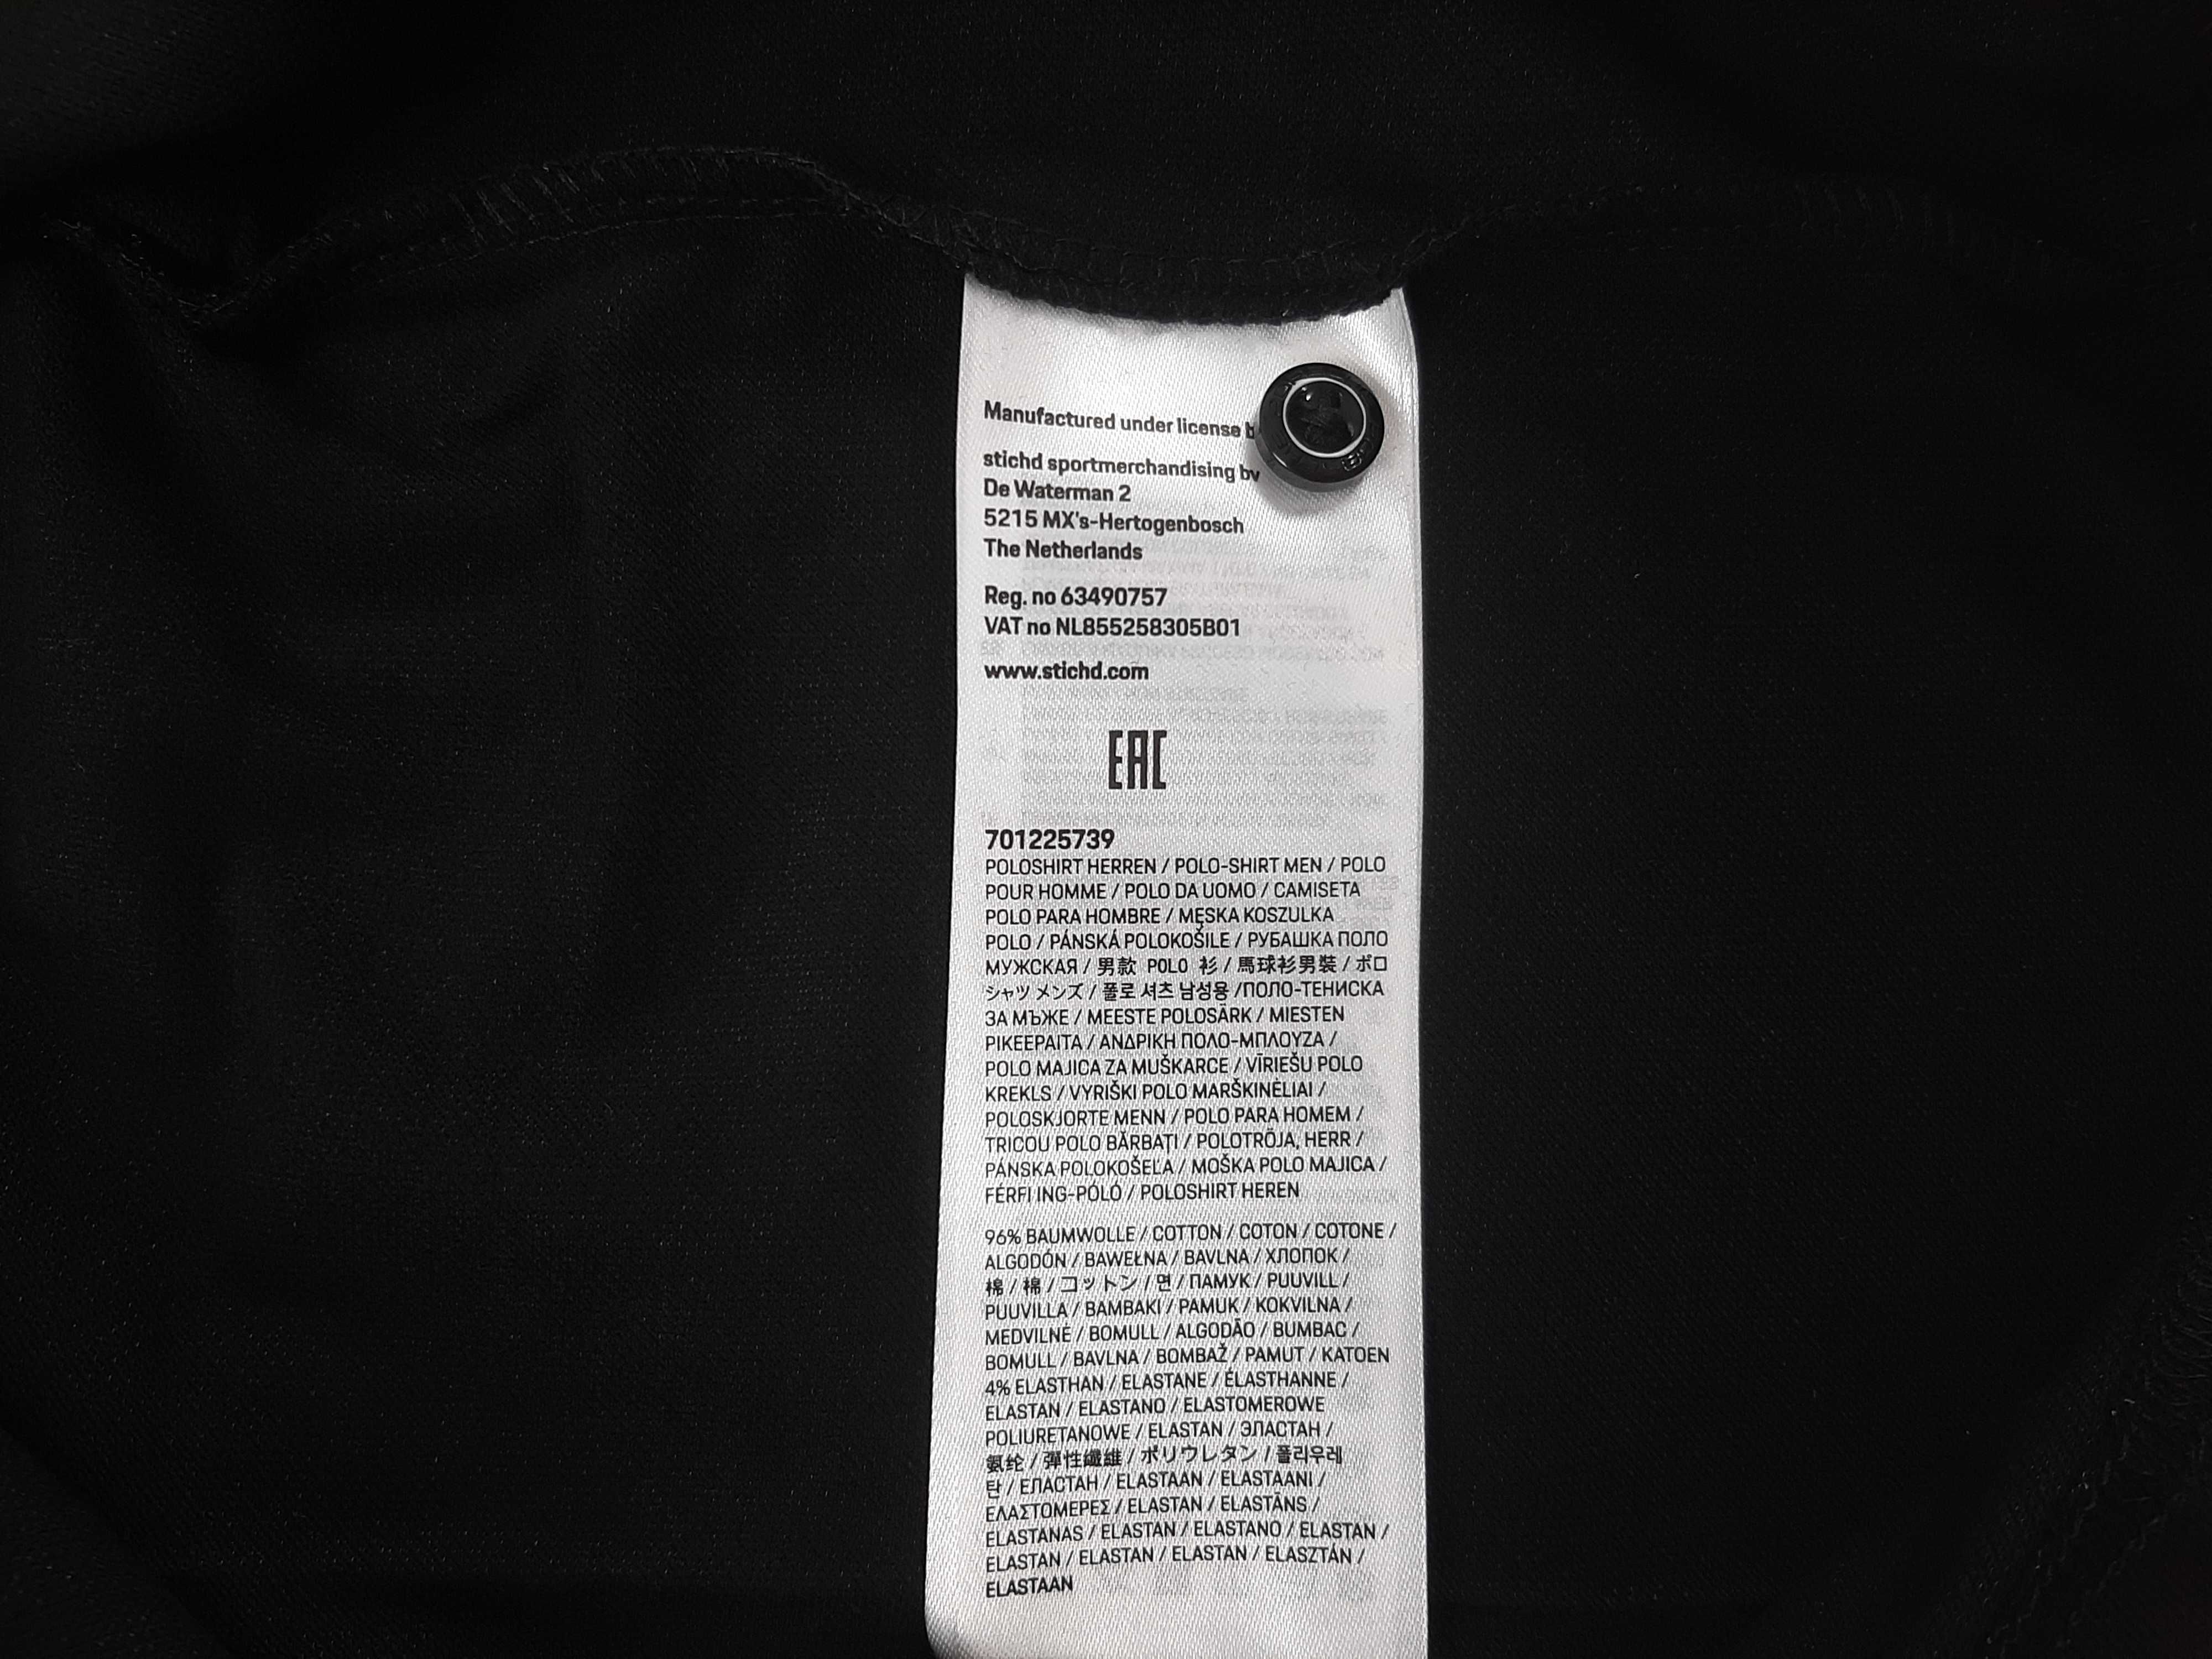 Manufactured under license
stichd sportmerchandising bv
De Waterman 2
5215 MX's-Hertogenbosch
The Netherlands
Reg. no 63490757
VAT no NL855258305B01
www.stichd.com
EAC
701225739
POLOSHIRT HERREN / POLO-SHIRT MEN / POLO
POUR HOMME / POLO DA UOMO / CAMISETA
POLO PARA HOMBRE / MĘSKA KOSZULKA
POLO / PÁNSKÁ POLOKOŠILE / РУБАШКА ПОЛО
МУЖСКАЯ / 男款 POLO 衫 / 馬球衫男裝 / ポロ
シャツ メンズ / 폴로 셔츠 남성용 /ПОЛО-ТЕНИСКА
ЗА МЪЖЕ / MEESTE POLOSÄRK / MIESTEN
PIKEEPAITA / ΑΝΔΡΙΚΗ ΠΟΛΟ-ΜΠΛΟΥΖΑ /
POLO MAJICA ZA MUŠKARCE / VĪRIEŠU POLO
KREKLS / VYRIŠKI POLO MARŠKINĖLIAI /
POLOSKJORTE MENN / POLO PARA HOMEM /
TRICOU POLO BĂRBAȚI / POLOTRÖJA, HERR /
PÁNSKA POLOKOŠEĽA / MOŠKA POLO MAJICA /
FÉRFI ING-PÓLÓ / POLOSHIRT HEREN
96% BAUMWOLLE / COTTON / COTON / COTONE /
ALGODÓN / BAWEŁNA / BAVLNA / ХЛОПОК /
棉 / 棉 / コットン / 면 / ПАМУК / PUUVILL /
PUUVILLA / BAMBAKI / PAMUK / KOKVILNA /
MEDVILNĖ / BOMULL / ALGODÃO / BUMBAC /
BOMULL / BAVLNA / BOMBAŽ / PAMUT / KATOEN
4% ELASTHAN / ELASTANE / ÉLASTHANNE /
ELASTAN / ELASTANO / ELASTOMEROWE
POLIURETANOWE / ELASTAN / ЭЛАСТАН /
氨纶 / 彈性纖維 / ポリウレタン / 폴리우레
탄 / ЕЛАСТАН / ELASTAAN / ELASTAANI /
ΕΛΑΣΤΟΜΕΡΕΣ / ELASTAN / ELASTĀNS /
ELASTANAS / ELASTAN / ELASTANO / ELASTAN /
ELASTAN / ELASTAN / ELASTAN / ELASZTÁN /
ELASTAAN